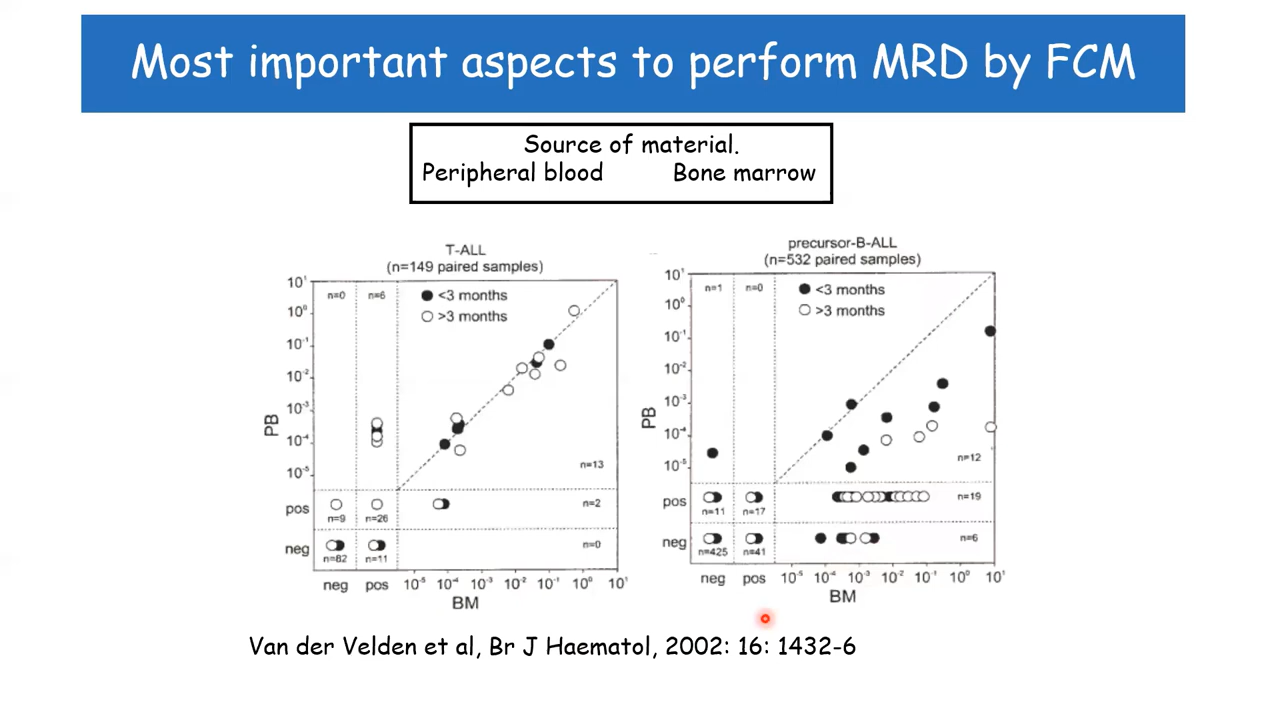 Most important aspects to perform MRD by FCM
Source of material.
Peripheral blood Bone marrow
T-ALL
(n=149 paired samples)
n=0 n=6
<3 months
>3 months
10¹
10⁰
10⁻¹
10⁻²
10⁻³
10⁻⁴
10⁻⁵
PB
n=13
pos
n=9 n=26 n=2
neg
n=82 n=11 n=0
neg pos 10⁻⁵ 10⁻⁴ 10⁻³ 10⁻² 10⁻¹ 10⁰ 10¹
BM
precursor-B-ALL
(n=532 paired samples)
n=1 n=0
<3 months
>3 months
10¹
10⁰
10⁻¹
10⁻²
10⁻³
10⁻⁴
10⁻⁵
PB
n=12
pos
n=11 n=17 n=19
neg
n=425 n=41 n=6
neg pos 10⁻⁵ 10⁻⁴ 10⁻³ 10⁻² 10⁻¹ 10⁰ 10¹
BM
Van der Velden et al, Br J Haematol, 2002: 16: 1432-6